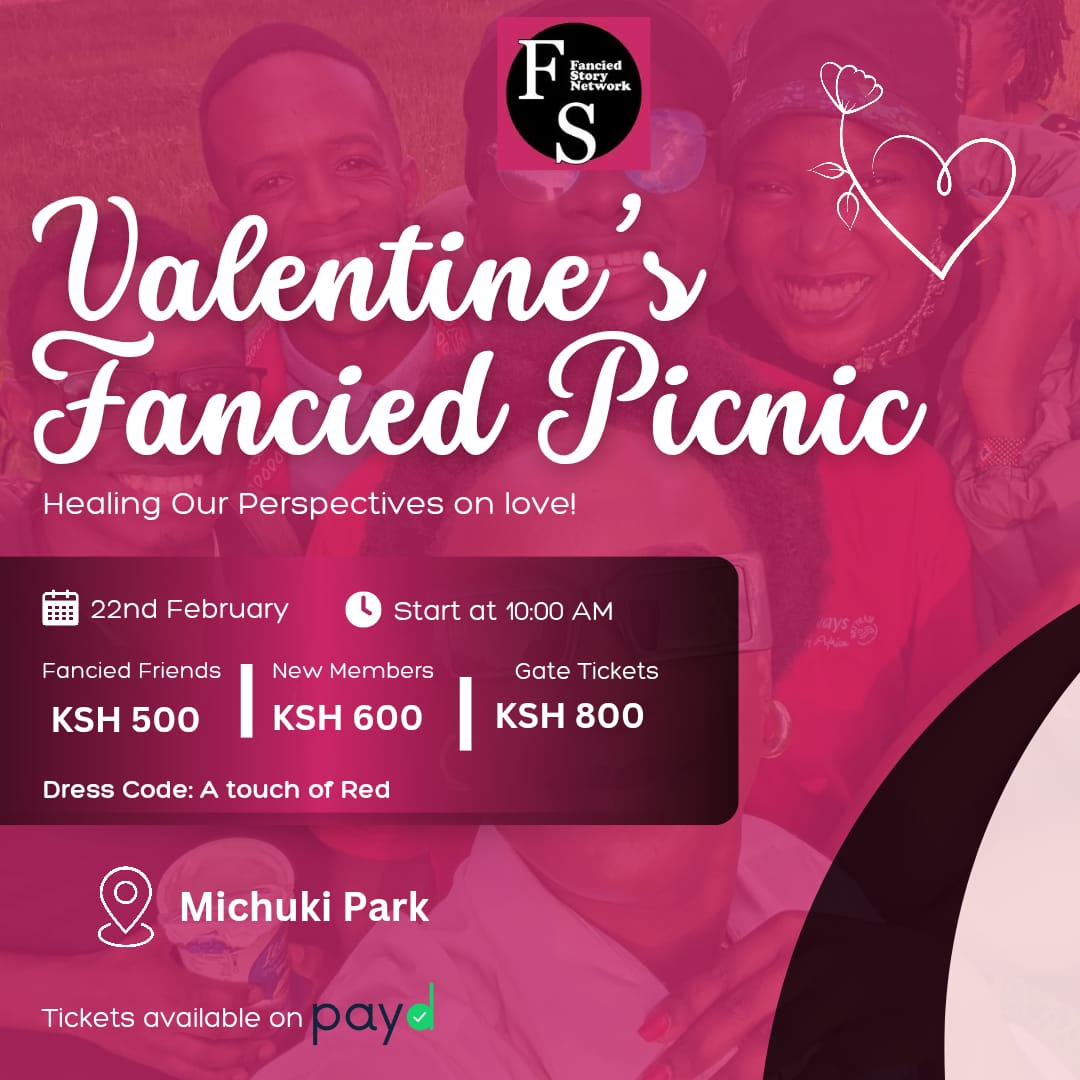 F
Fancied
Story
Network
S
Valentine's
Fancied Picnic
Healing Our Perspectives on love!
22nd February
Start at 10:00 AM
Fancied Friends
New Members
Gate Tickets
KSH 500
KSH 600
KSH 800
Dress Code: A touch of Red
Michuki Park
Tickets available on payd